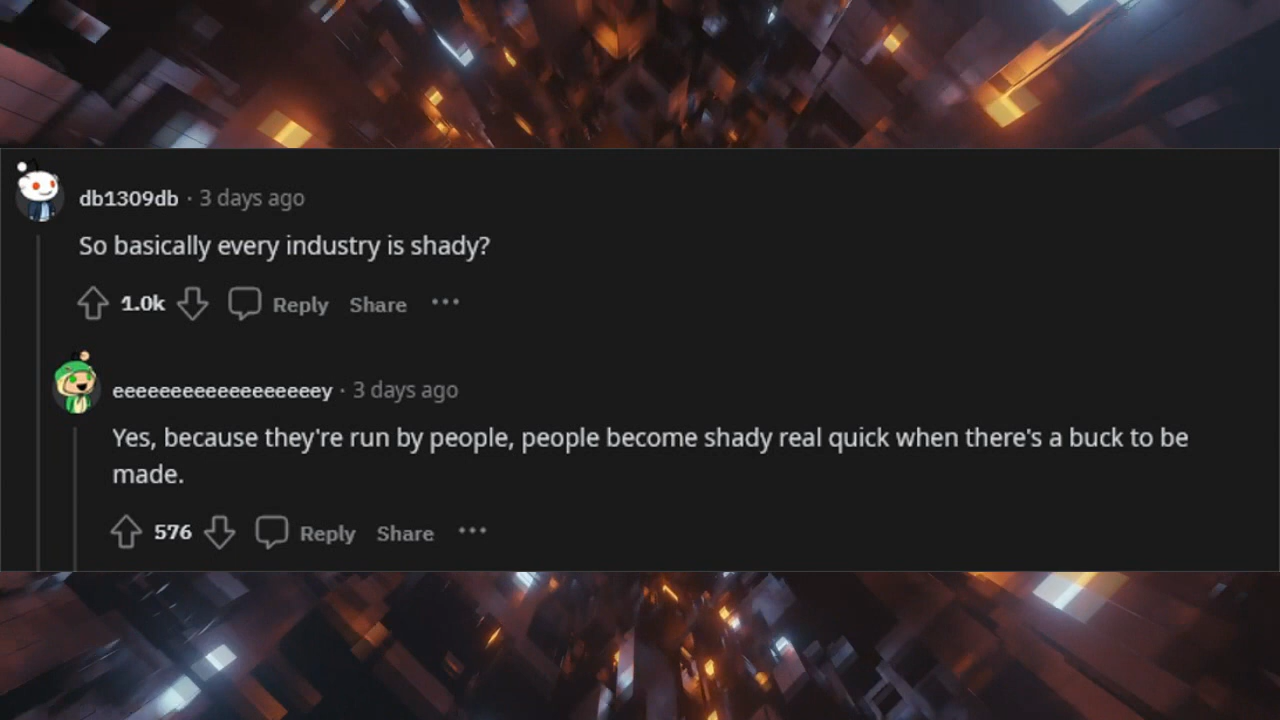 db1309db · 3 days ago
So basically every industry is shady?
1.0k Reply Share ···
eeeeeeeeeeeeeeeeeey · 3 days ago
Yes, because they're run by people, people become shady real quick when there's a buck to be
made.
576 Reply Share ···